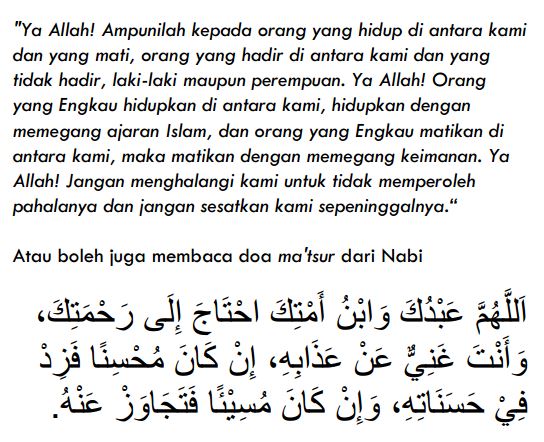 "Ya Allah! Ampunilah kepada orang yang hidup di antara kami
dan yang mati, orang yang hadir di antara kami dan yang
tidak hadir, laki-laki maupun perempuan. Ya Allah! Orang
yang Engkau hidupkan di antara kami, hidupkan dengan
memegang ajaran Islam, dan orang yang Engkau matikan di
antara kami, maka matikan dengan memegang keimanan. Ya
Allah! Jangan menghalangi kami untuk tidak memperoleh
pahalanya dan jangan sesatkan kami sepeninggalnya.“
Atau boleh juga membaca doa ma'tsur dari Nabi
اَللَّهُمَّ عَبْدُكَ وَابْنُ أَمْتِكَ احْتَاجَ إِلَى رَحْمَتِكَ،
وَأَنْتَ غَنِيٌّ عَنْ عَذَابِهِ، إِنْ كَانَ مُحْسِنًا فَزِدْ
فِيْ حَسَنَاتِهِ، وَإِنْ كَانَ مُسِيْئًا فَتَجَاوَزْ عَنْهُ.